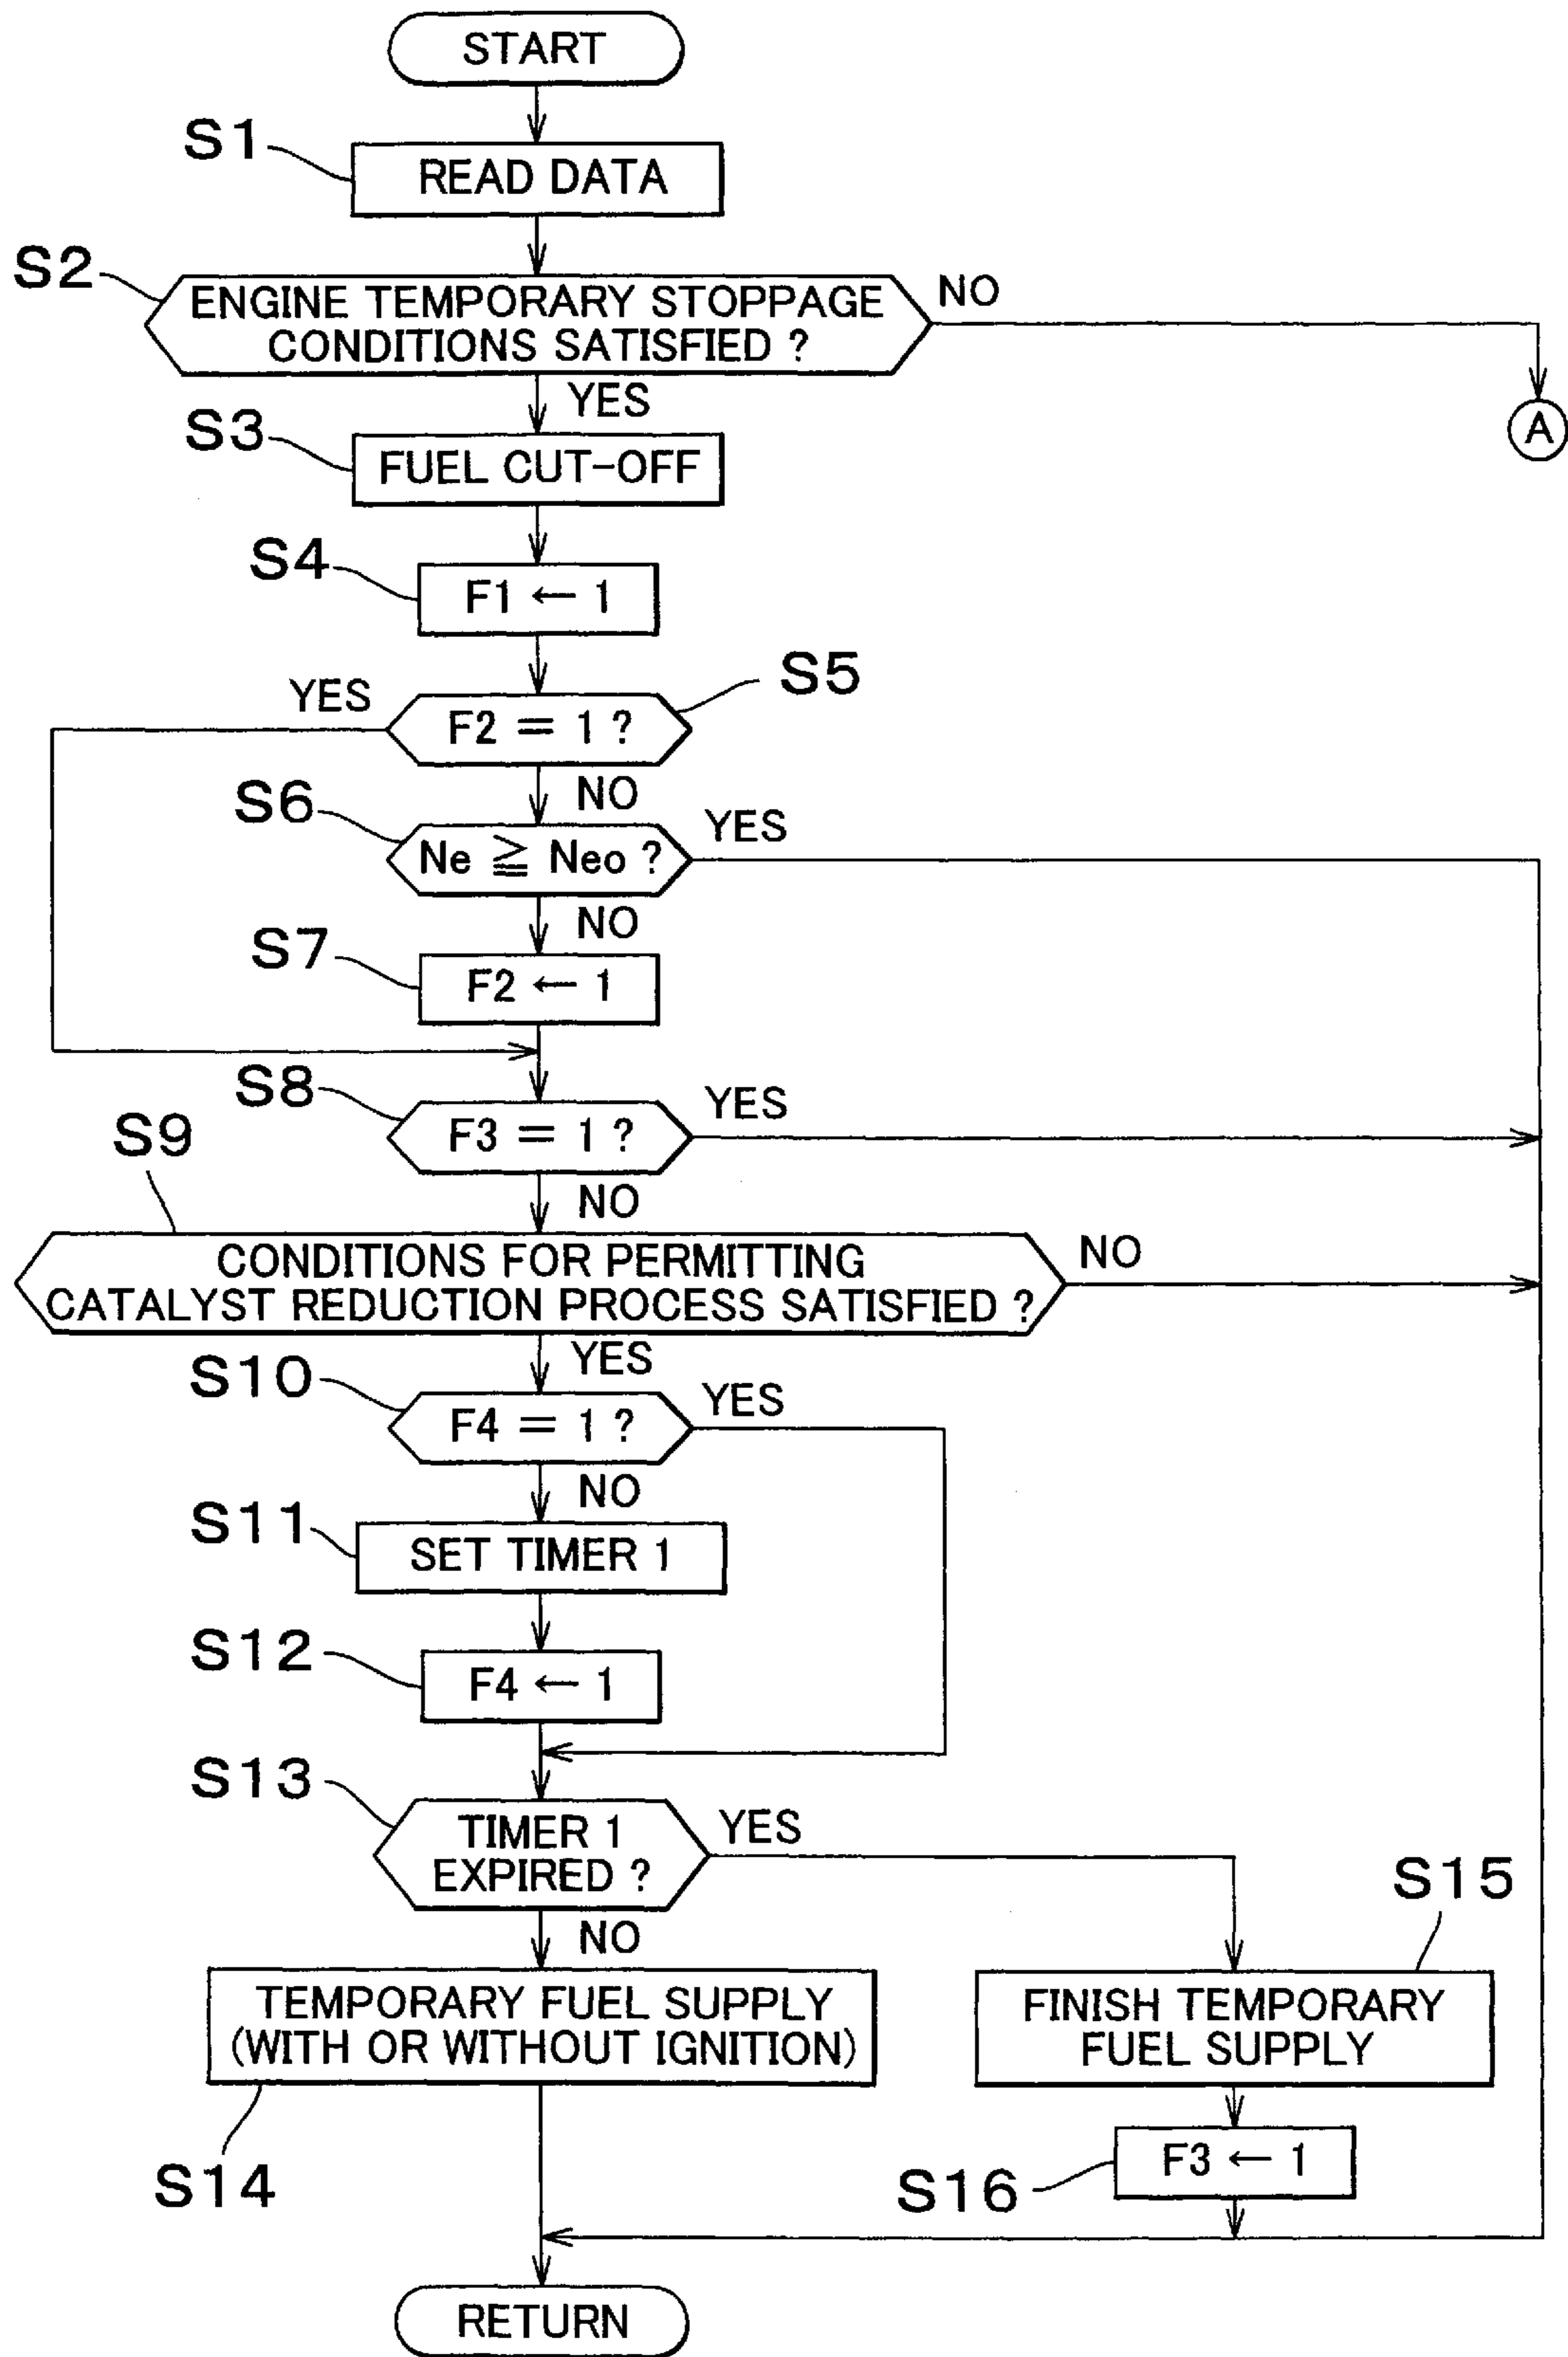 START
S1
READ DATA
S2
ENGINE TEMPORARY STOPPAGE
CONDITIONS SATISFIED ?
NO
A
YES
S3
FUEL CUT-OFF
S4
F1 ← 1
S5
YES
F2 = 1 ?
NO
S6
Ne ≧ Neo ?
YES
NO
S7
F2 ← 1
S8
F3 = 1 ?
YES
NO
S9
CONDITIONS FOR PERMITTING
CATALYST REDUCTION PROCESS SATISFIED ?
NO
YES
S10
F4 = 1 ?
YES
NO
S11
SET TIMER 1
S12
F4 ← 1
S13
TIMER 1
EXPIRED ?
YES
NO
S15
TEMPORARY FUEL SUPPLY
(WITH OR WITHOUT IGNITION)
S14
FINISH TEMPORARY
FUEL SUPPLY
S16
F3 ← 1
RETURN